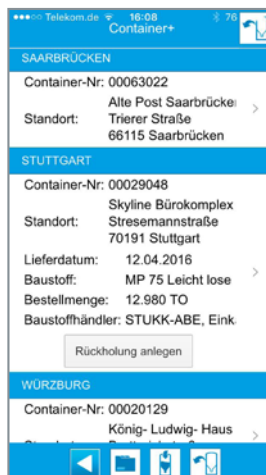 Telekom.de 16:08 76
Container+
SAARBRÜCKEN
Container-Nr: 00063022
Alte Post Saarbrücke
Standort: Trierer Straße
66115 Saarbrücken
STUTTGART
Container-Nr: 00029048
Skyline Bürokomplex
Standort: Stresemannstraße
70191 Stuttgart
Lieferdatum: 12.04.2016
Baustoff: MP 75 Leicht lose
Bestellmenge: 12.980 TO
Baustoffhändler: STUKK-ABE, Eink
Rückholung anlegen
WÜRZBURG
Container-Nr: 00020129
König- Ludwig- Haus